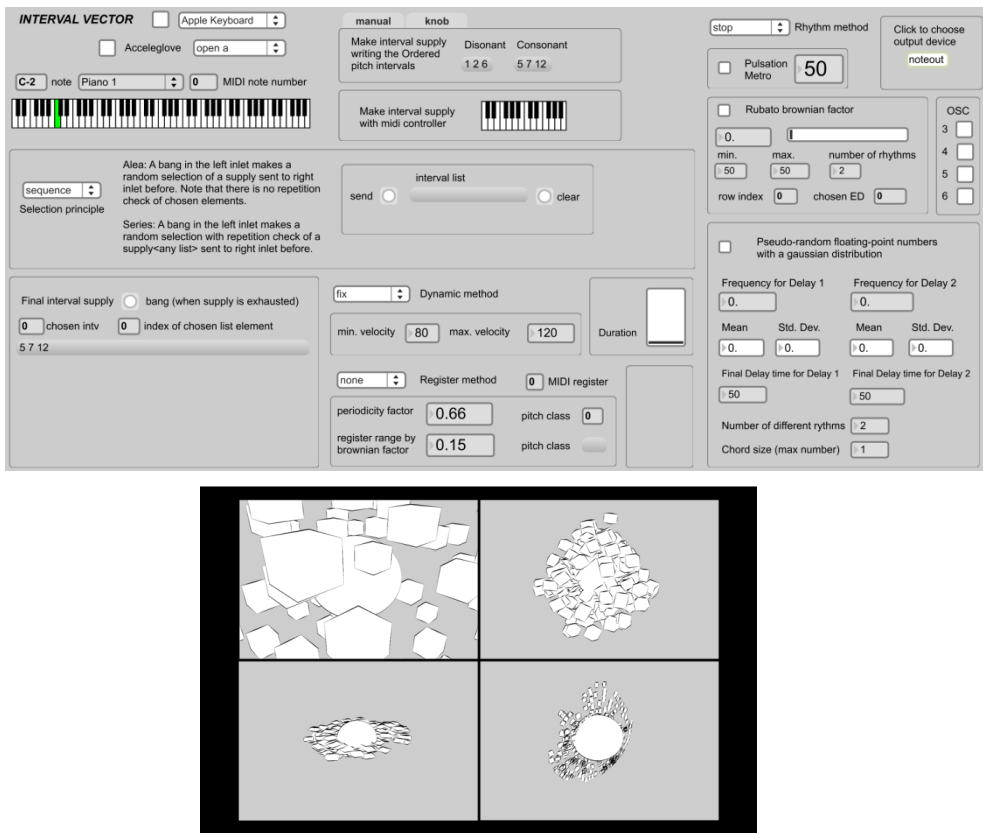 INTERVAL VECTOR
Apple Keyboard
Acceleglove
open a
C-2 note Piano 1 0 MIDI note number
manual knob
Make interval supply
writing the Ordered
pitch intervals
Disonant Consonant
1 2 6 5 7 12
Make interval supply
with midi controller
stop Rhythm method
Pulsation
Metro
50
Click to choose
output device
noteout
Rubato brownian factor
0.
min. max. number of rhythms
50 50 2
row index 0 chosen ED 0
OSC
3
4
5
6
sequence
Selection principle
Alea: A bang in the left inlet makes a
random selection of a supply sent to right
inlet before. Note that there is no repetition
check of chosen elements.
Series: A bang in the left inlet makes a
random selection with repetition check of a
supply<any list> sent to right inlet before.
interval list
send clear
Final interval supply bang (when supply is exhausted)
0 chosen intv 0 index of chosen list element
5 7 12
fix Dynamic method
min. velocity 80 max. velocity 120
Duration
none Register method 0 MIDI register
periodicity factor 0.66 pitch class 0
register range by
brownian factor
0.15 pitch class
Pseudo-random floating-point numbers
with a gaussian distribution
Frequency for Delay 1 Frequency for Delay 2
0. 0.
Mean Std. Dev. Mean Std. Dev.
0. 0. 0. 0.
Final Delay time for Delay 1 Final Delay time for Delay 2
50 50
Number of different rythms 2
Chord size (max number) 1